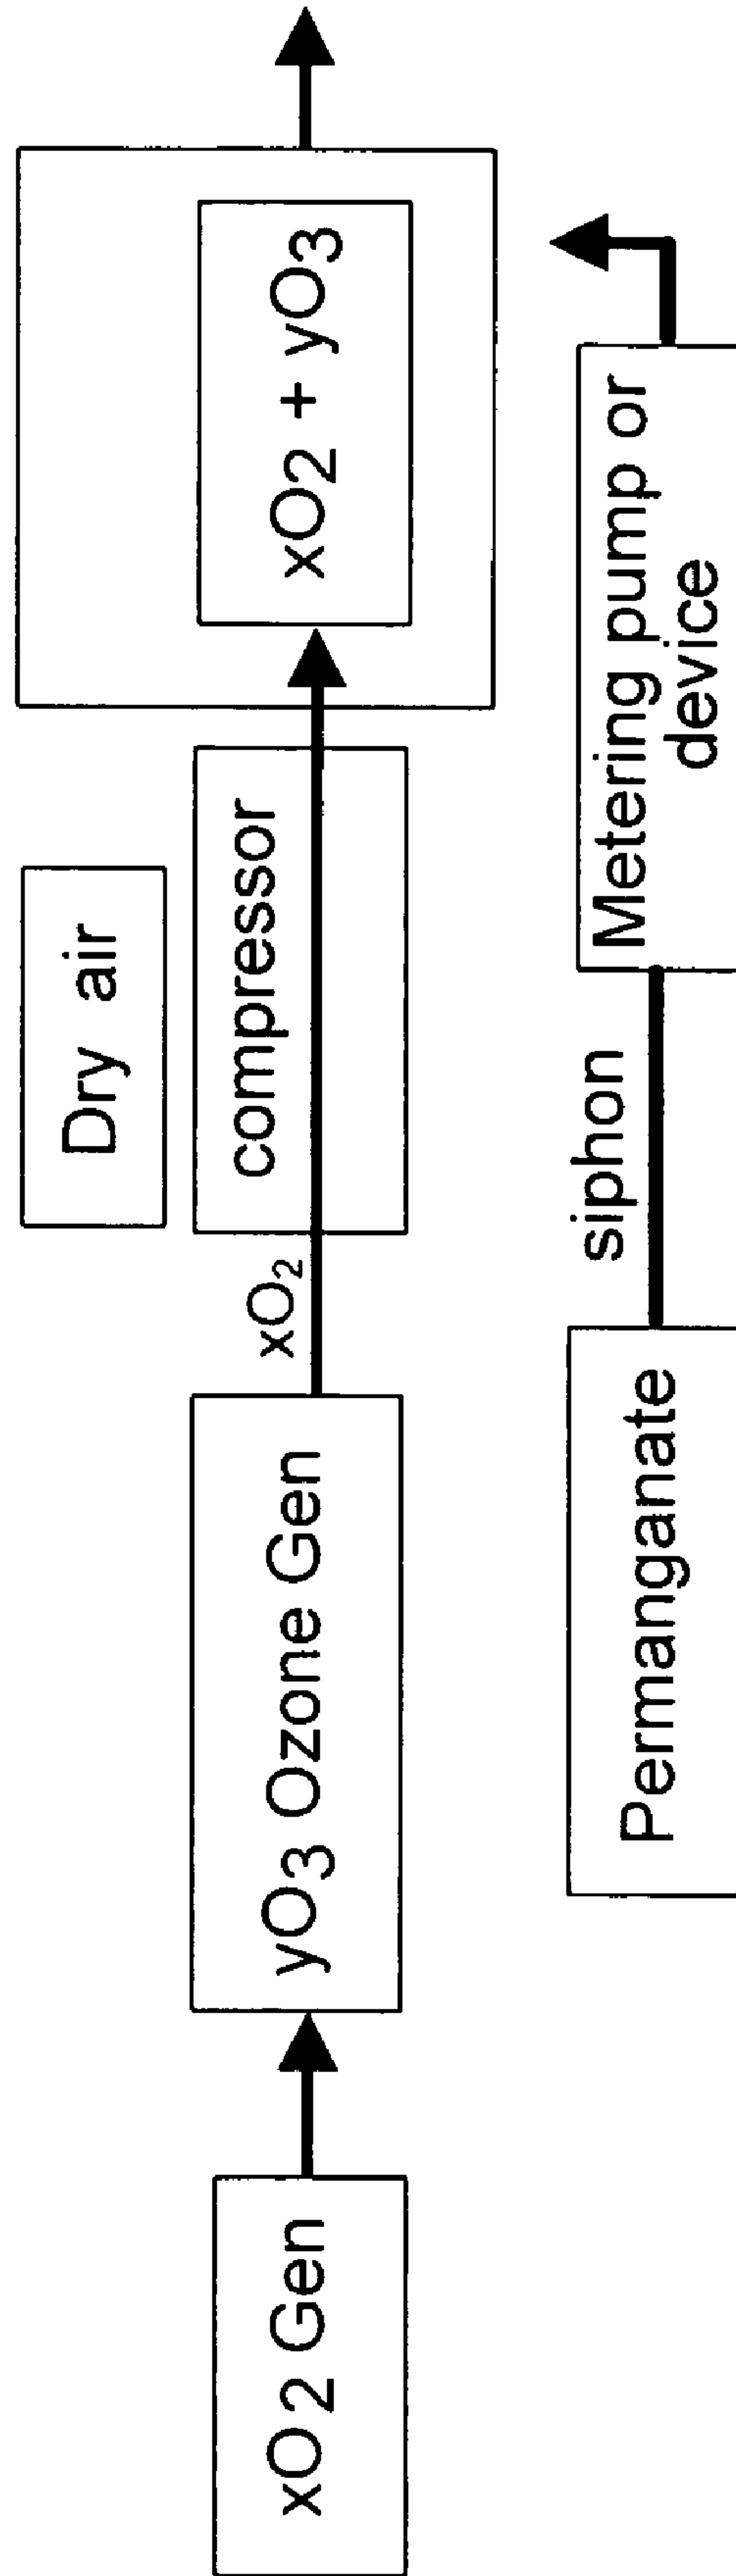 xO2 Gen
yO3 Ozone Gen
xO₂
Dry air
compressor
xO2 + yO3
Permanganate
siphon
Metering pump or
device